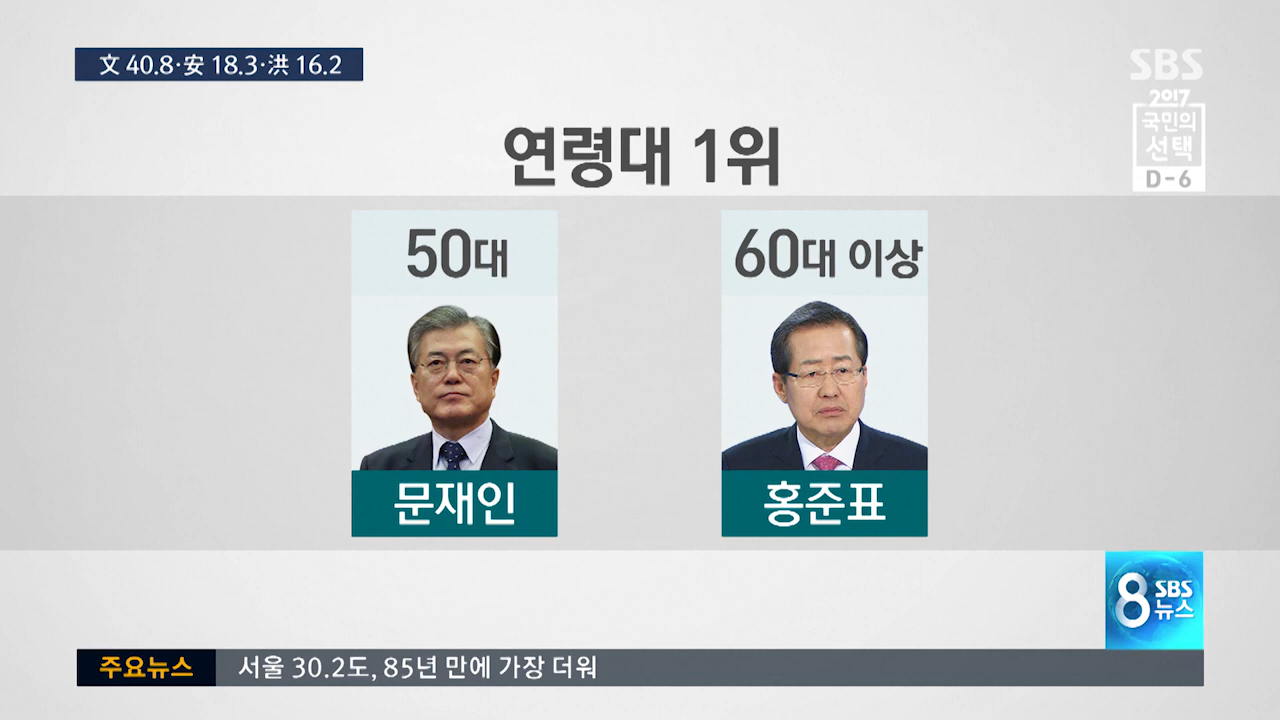 文 40.8·安 18.3·洪 16.2
SBS
2017
국민의
선택
D-6
연령대 1위
50대
60대 이상
문재인
홍준표
8 SBS
뉴스
주요뉴스
서울 30.2도, 85년 만에 가장 더워